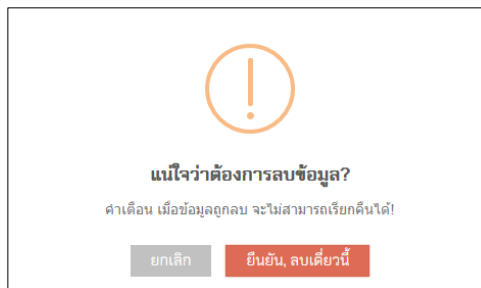 แน่ใจว่าต้องการลบข้อมูล?
คำเตือน เมื่อข้อมูลถูกลบ จะไม่สามารถเรียกคืนได้!
ยกเลิก
ยืนยัน, ลบเดี๋ยวนี้